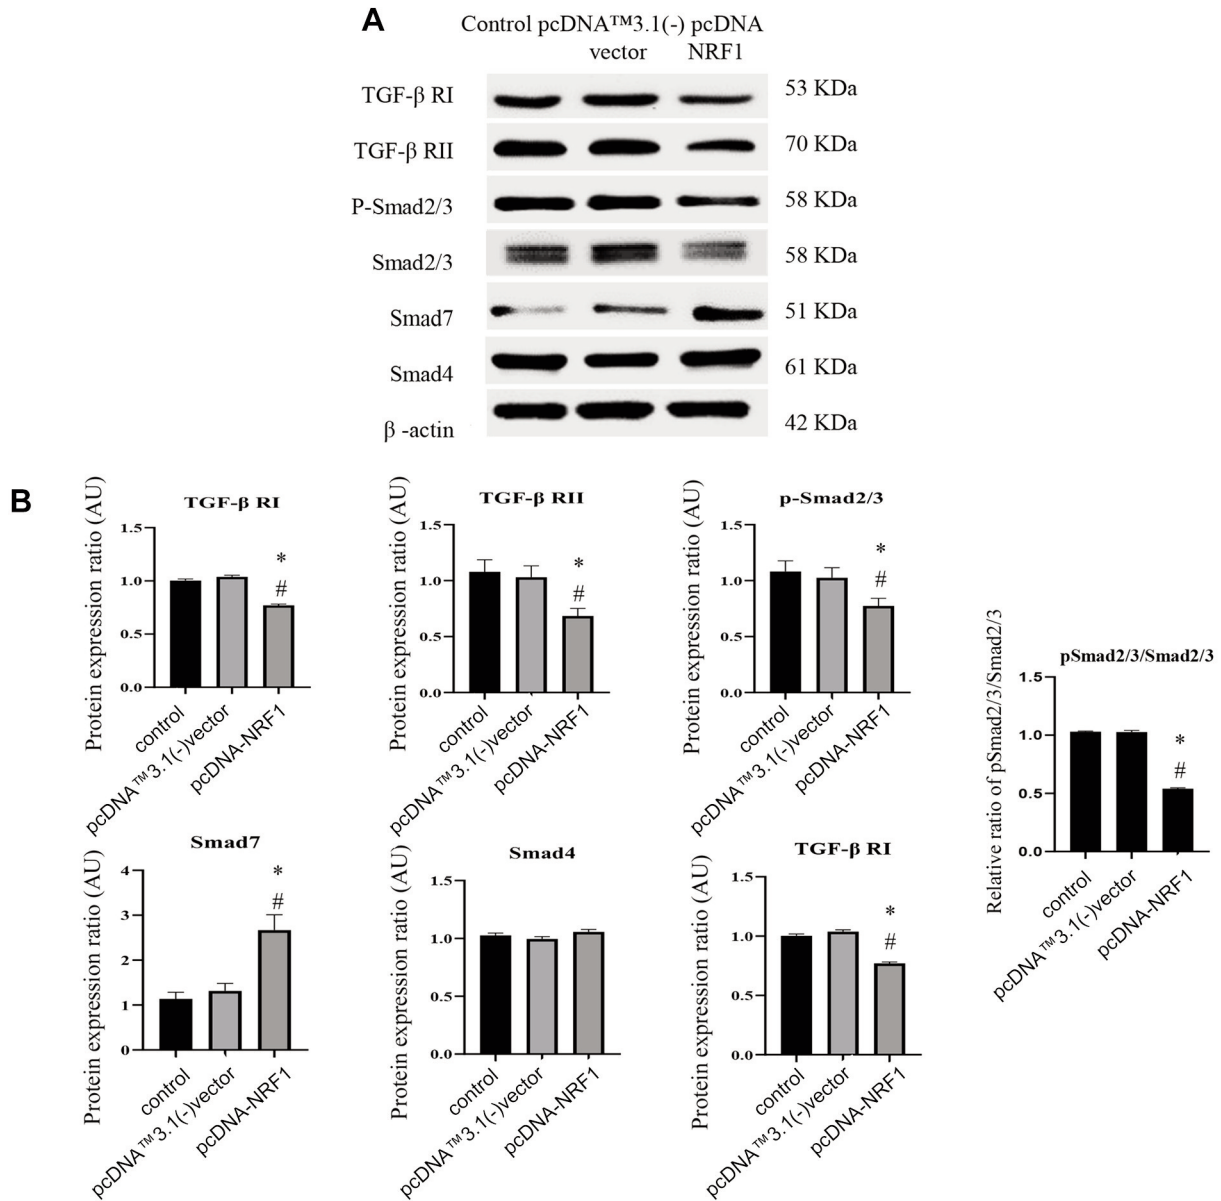 A
Control pcDNA™3.1(-) pcDNA
vector NRF1
TGF-β RI 53 KDa
TGF-β RII 70 KDa
P-Smad2/3 58 KDa
Smad2/3 58 KDa
Smad7 51 KDa
Smad4 61 KDa
β -actin 42 KDa
B
TGF-β RI
Protein expression ratio (AU)
1.5
1.0
0.5
0.0
*
#
control
pcDNA™3.1(-)vector
pcDNA-NRF1
TGF-β RII
Protein expression ratio (AU)
1.5
1.0
0.5
0.0
*
#
control
pcDNA™3.1(-)vector
pcDNA-NRF1
p-Smad2/3
Protein expression ratio (AU)
1.5
1.0
0.5
0.0
*
#
control
pcDNA™3.1(-)vector
pcDNA-NRF1
pSmad2/3/Smad2/3
Relative ratio of pSmad2/3/Smad2/3
1.5
1.0
0.5
0.0
*
#
control
pcDNA™3.1(-)vector
pcDNA-NRF1
Smad7
Protein expression ratio (AU)
4
3
2
1
0
*
#
control
pcDNA™3.1(-)vector
pcDNA-NRF1
Smad4
Protein expression ratio (AU)
1.5
1.0
0.5
0.0
control
pcDNA™3.1(-)vector
pcDNA-NRF1
TGF-β RI
Protein expression ratio (AU)
1.5
1.0
0.5
0.0
*
#
control
pcDNA™3.1(-)vector
pcDNA-NRF1